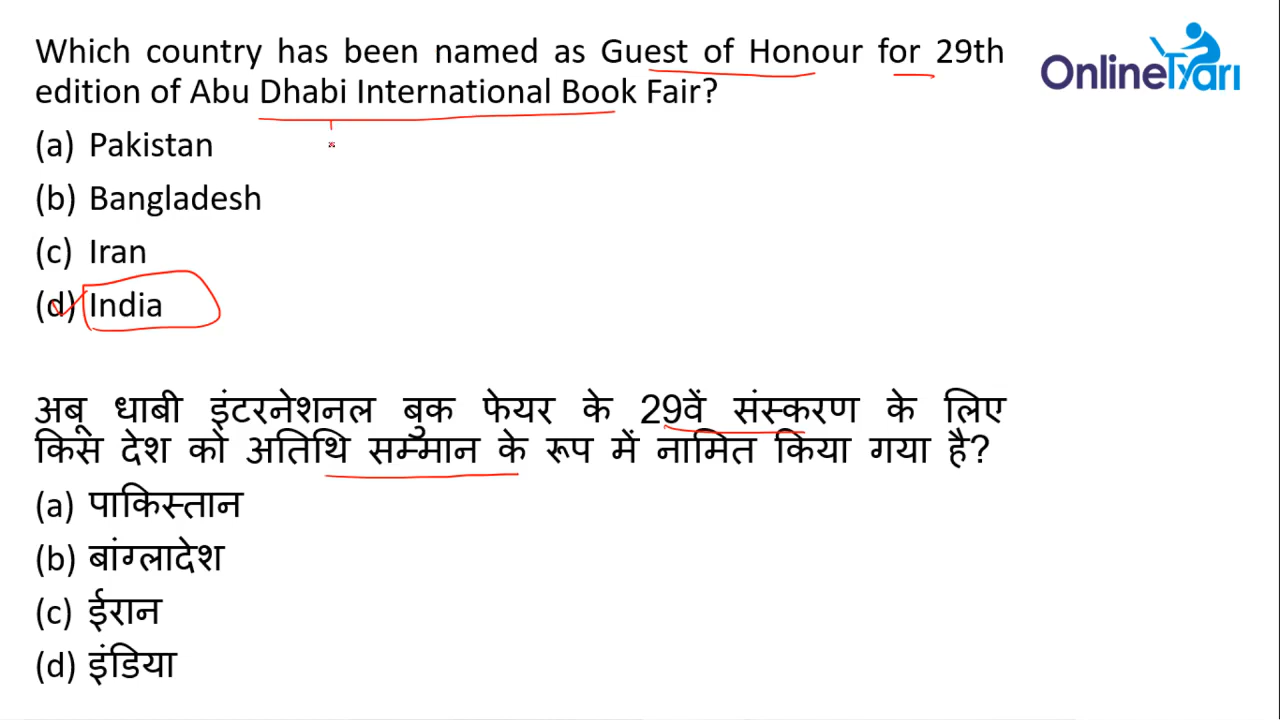 Which country has been named as Guest of Honour for 29th
edition of Abu Dhabi International Book Fair?
(a) Pakistan
(b) Bangladesh
(c) Iran
(d) India
OnlineTyari
अबू धाबी इंटरनेशनल बुक फेयर के 29वें संस्करण के लिए
किस देश को अतिथि सम्मान के रूप में नामित किया गया है?
(a) पाकिस्तान
(b) बांग्लादेश
(c) ईरान
(d) इंडिया